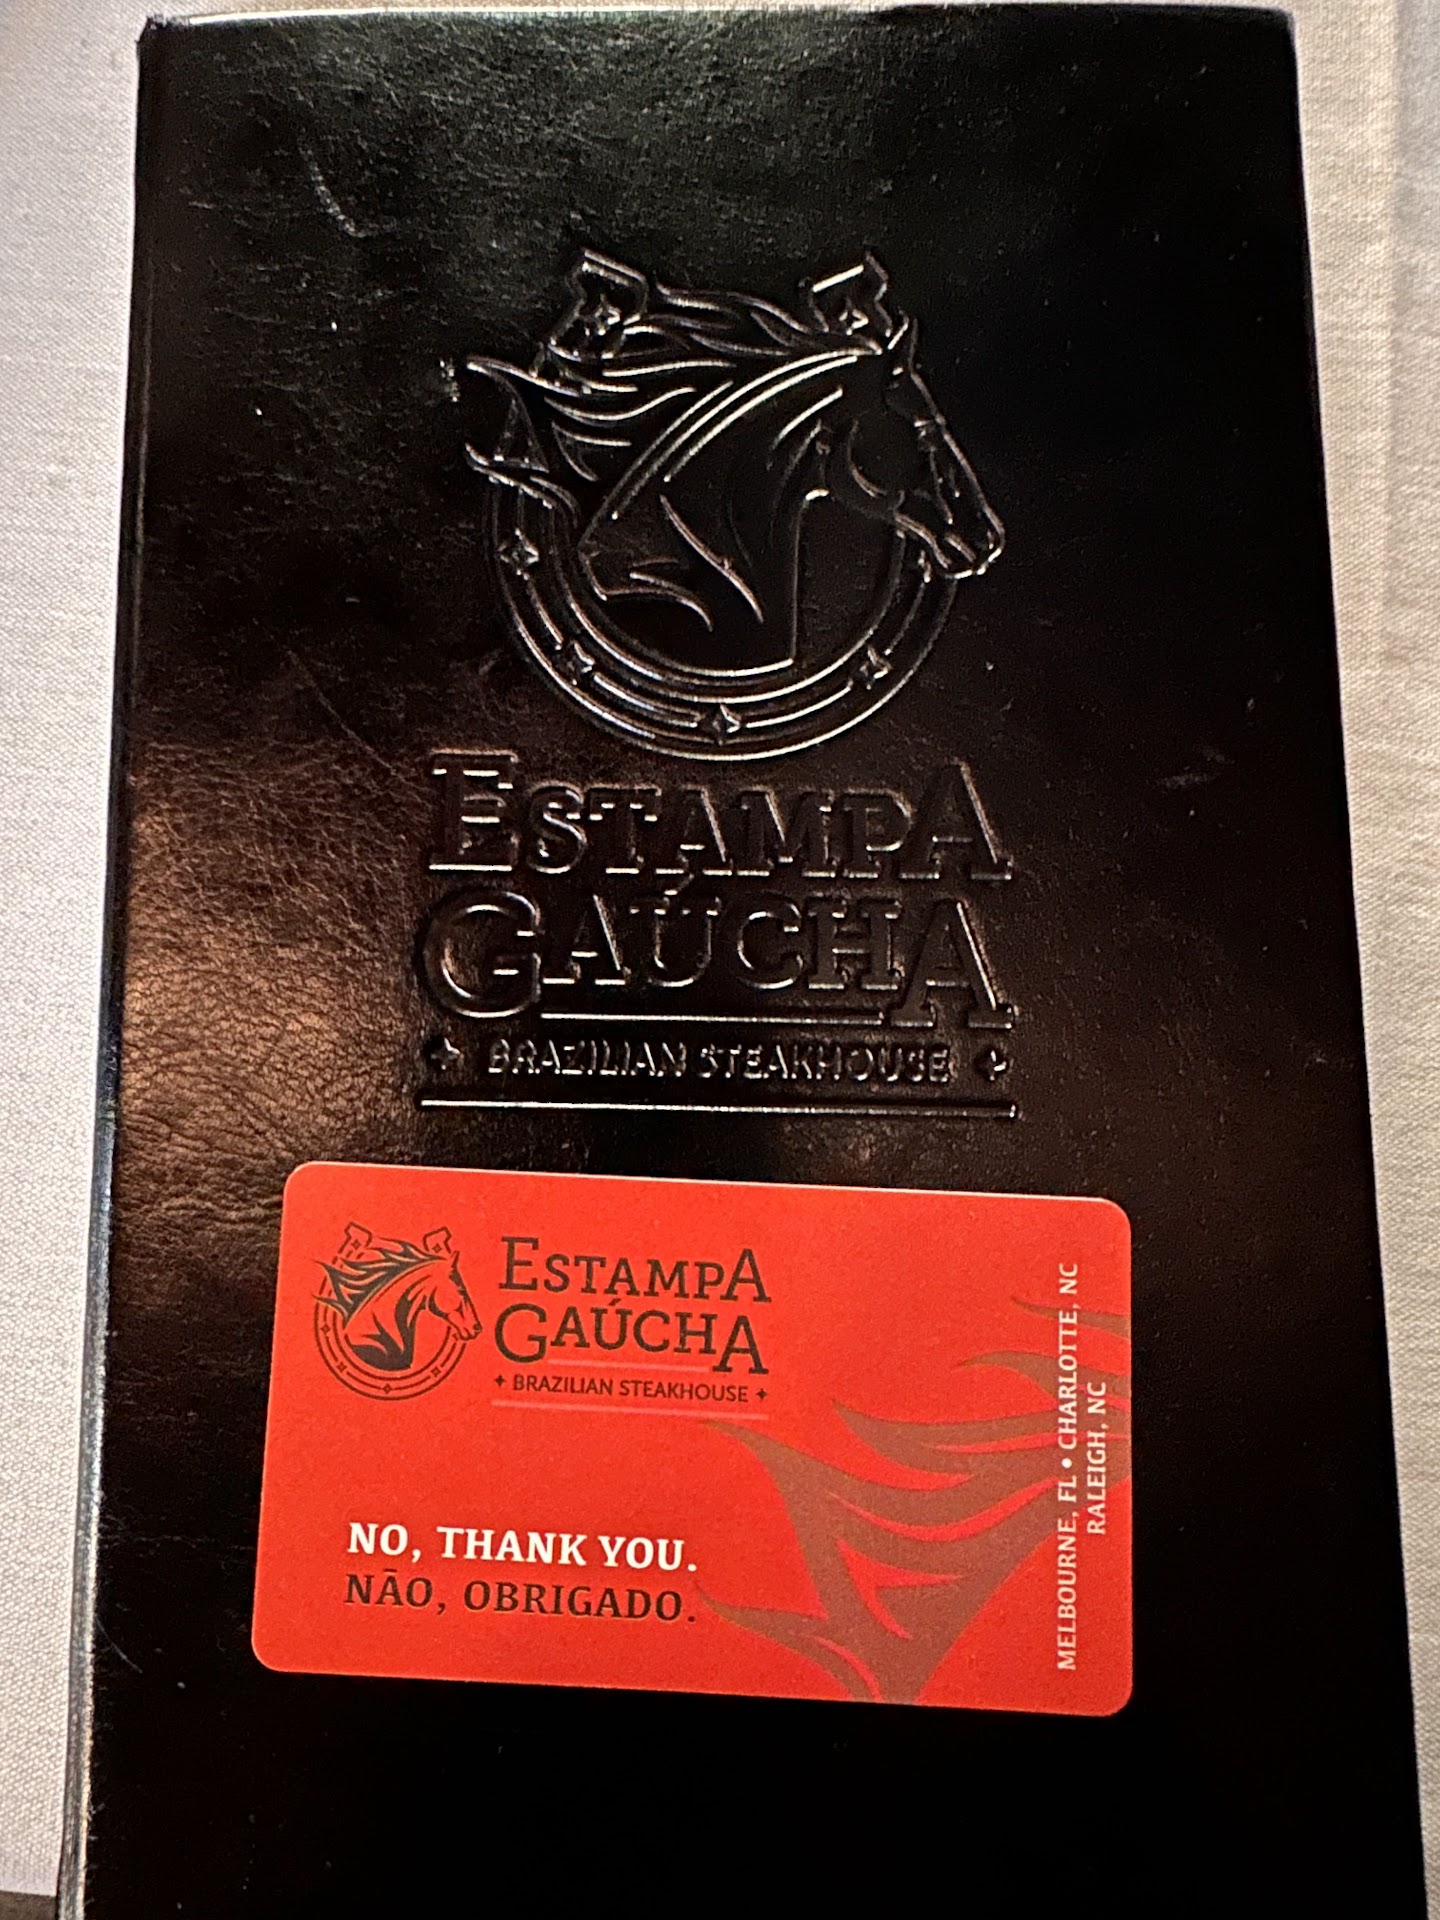 ESTAMPA
GAÚCHA
BRAZILIAN STEAKHOUSE
ESTAMPA
GAÚCHA
BRAZILIAN STEAKHOUSE
NO, THANK YOU.
NÃO, OBRIGADO.
MELBOURNE, FL • CHARLOTTE, NC
RALEIGH, NC